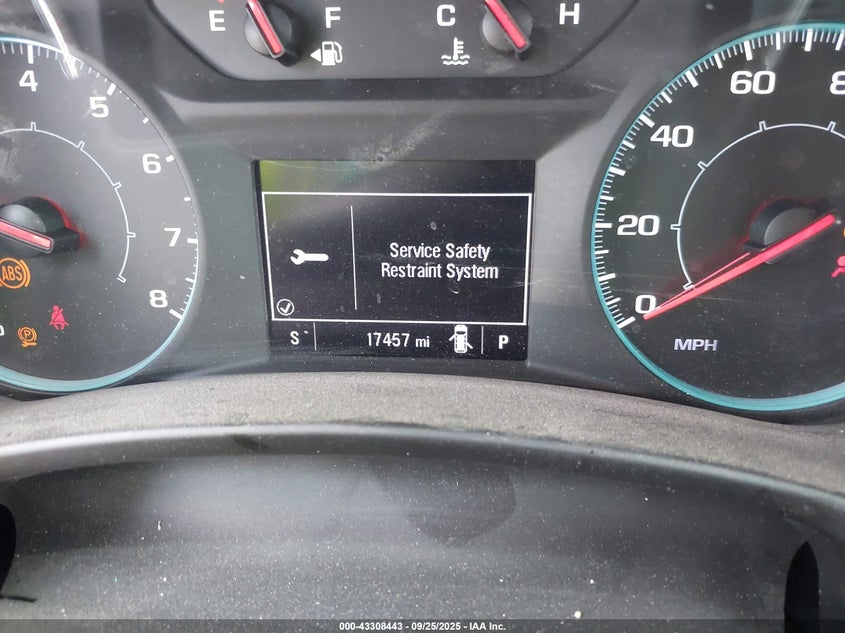 E F
C H
4
5
6
7
8
ABS
P
0
20
40
60
8
MPH
Service Safety
Restraint System
S 17457 mi P
000-43308443 - 09/25/2025 - IAA Inc.